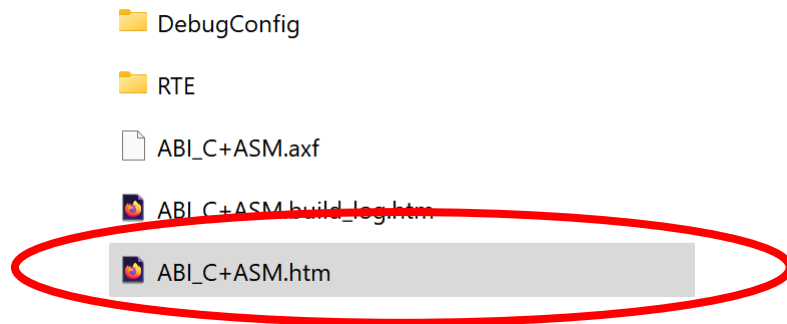 DebugConfig
RTE
ABI_C+ASM.axf
ABI_C+ASM.build_log.htm
ABI_C+ASM.htm